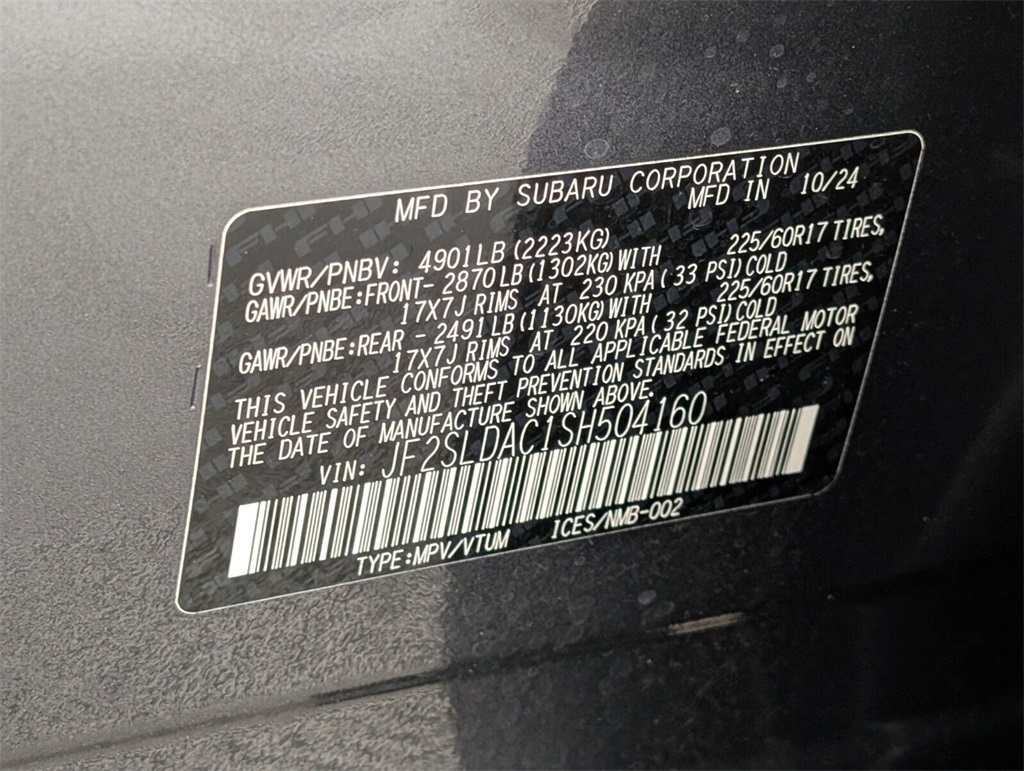 MFD BY SUBARU CORPORATION
MFD IN 10/24
GVWR/PNBV: 4901LB(2223KG)
GAWR/PNBE:FRONT- 2870LB(1302KG)WITH 225/60R17 TIRES,
17X7J RIMS AT 230 KPA(33 PSI)COLD
GAWR/PNBE:REAR - 2491LB(1130KG)WITH 225/60R17 TIRES,
17X7J RIMS AT 220 KPA(32 PSI)COLD
THIS VEHICLE CONFORMS TO ALL APPLICABLE FEDERAL MOTOR
VEHICLE SAFETY AND THEFT PREVENTION STANDARDS IN EFFECT ON
THE DATE OF MANUFACTURE SHOWN ABOVE.
VIN: JF2SLDAC1SH504160
TYPE:MPV/VTUM ICES/NMB-002